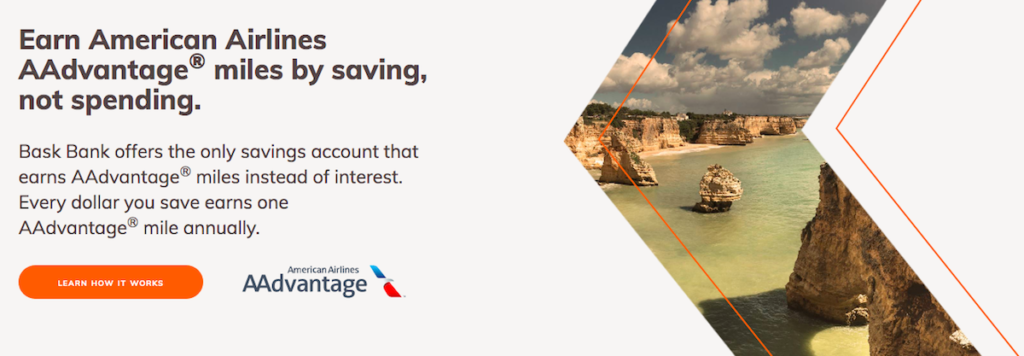 Earn American Airlines
AAdvantage® miles by saving,
not spending.
Bask Bank offers the only savings account that
earns AAdvantage® miles instead of interest.
Every dollar you save earns one
AAdvantage® mile annually.
LEARN HOW IT WORKS
American Airlines
AAdvantage